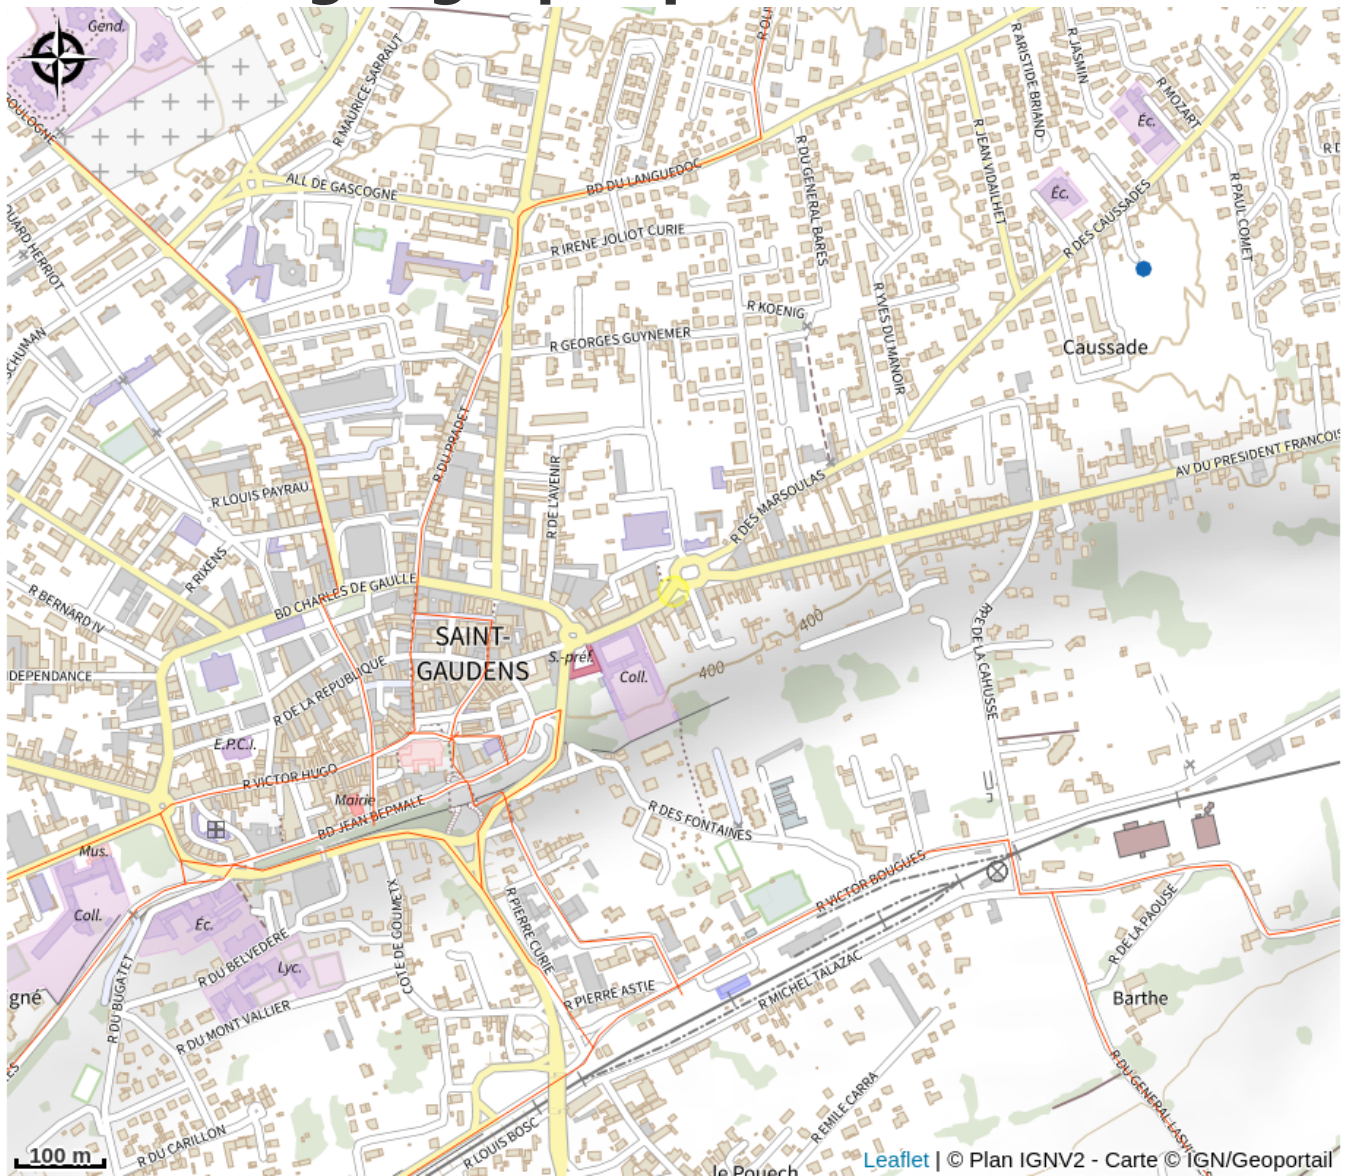 Gend.
R MAURICE SARRAUT
R ARISTIDE BRIAND
R JASMIN
R MOZART
Éc.
OULOGNE
ALL DE GASCOGNE
BD DU LANGUEDOC
R DU GENERAL BARES
R JEAN VIDALHET
Éc.
R PAUL COMET
R DES CAUSSADES
R IRENE JOLIOT CURIE
UARD HERRIOT
R KOENIG
R YVES DU MANOIR
SCHUMAN
R GEORGES GUYNEMER
Caussade
R DU PRADET
AV DU PRESIDENT FRANCOIS
R LOUIS PAYRAU
R DE L'AVENIR
R DES MARSOULAS
R RIXENS
BD CHARLES DE GAULLE
R BERNARD IV
SAINT-
GAUDENS
400
400
S.-préf.
Coll.
RPE DE LA CAHUSSE
DEPENDANCE
R DE LA REPUBLIQUE
E.P.C.I.
R VICTOR HUGO
Mairie
BD JEAN BEPMALE
R DES FONTAINES
Mus.
R VICTOR BOUGUES
Coll.
Éc.
R PIERRE CURIE
COTE DE GOUMETX
R DE LA PAOUSE
R DU BELVEDERE
Lyc.
R DU BUGATET
R PIERRE ASTIE
R MICHEL TALAZAC
gné
Barthe
R DU MONT VALLIER
R EMILE CARRA
R DU CARILLON
R LOUIS BOSC
le Pouech
100 m
Leaflet | © Plan IGNV2 - Carte © IGN/Geoportail